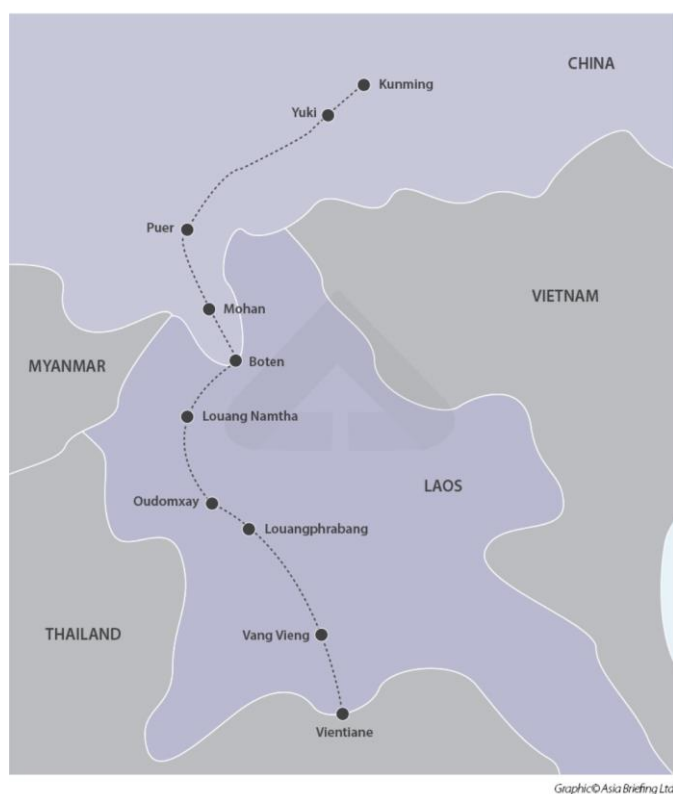 CHINA
Kunming
Yuki
Puer
VIETNAM
Mohan
Boten
MYANMAR
Louang Namtha
LAOS
Oudomxay
Louangphrabang
THAILAND
Vang Vieng
Vientiane
Graphic© Asia Briefing Ltd